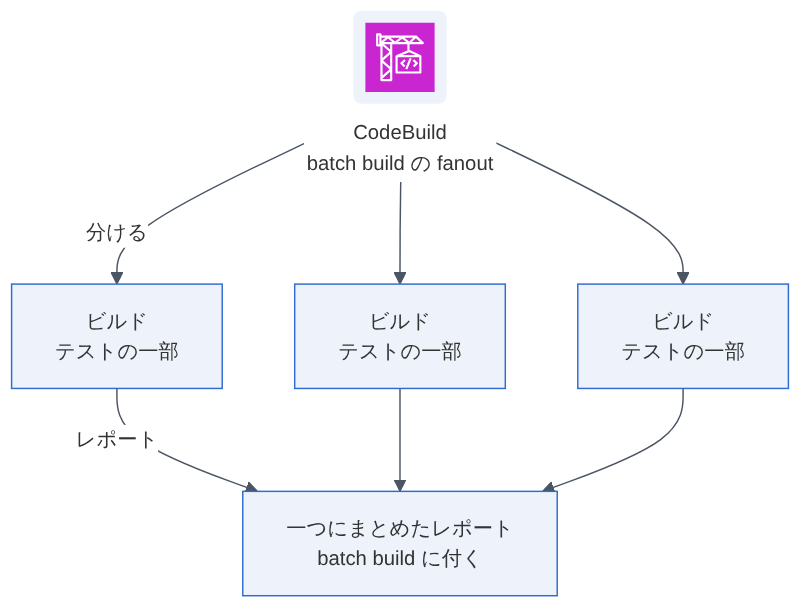 CodeBuild
batch build の fanout
分ける
ビルド
テストの一部
ビルド
テストの一部
ビルド
テストの一部
レポート
一つにまとめたレポート
batch build に付く